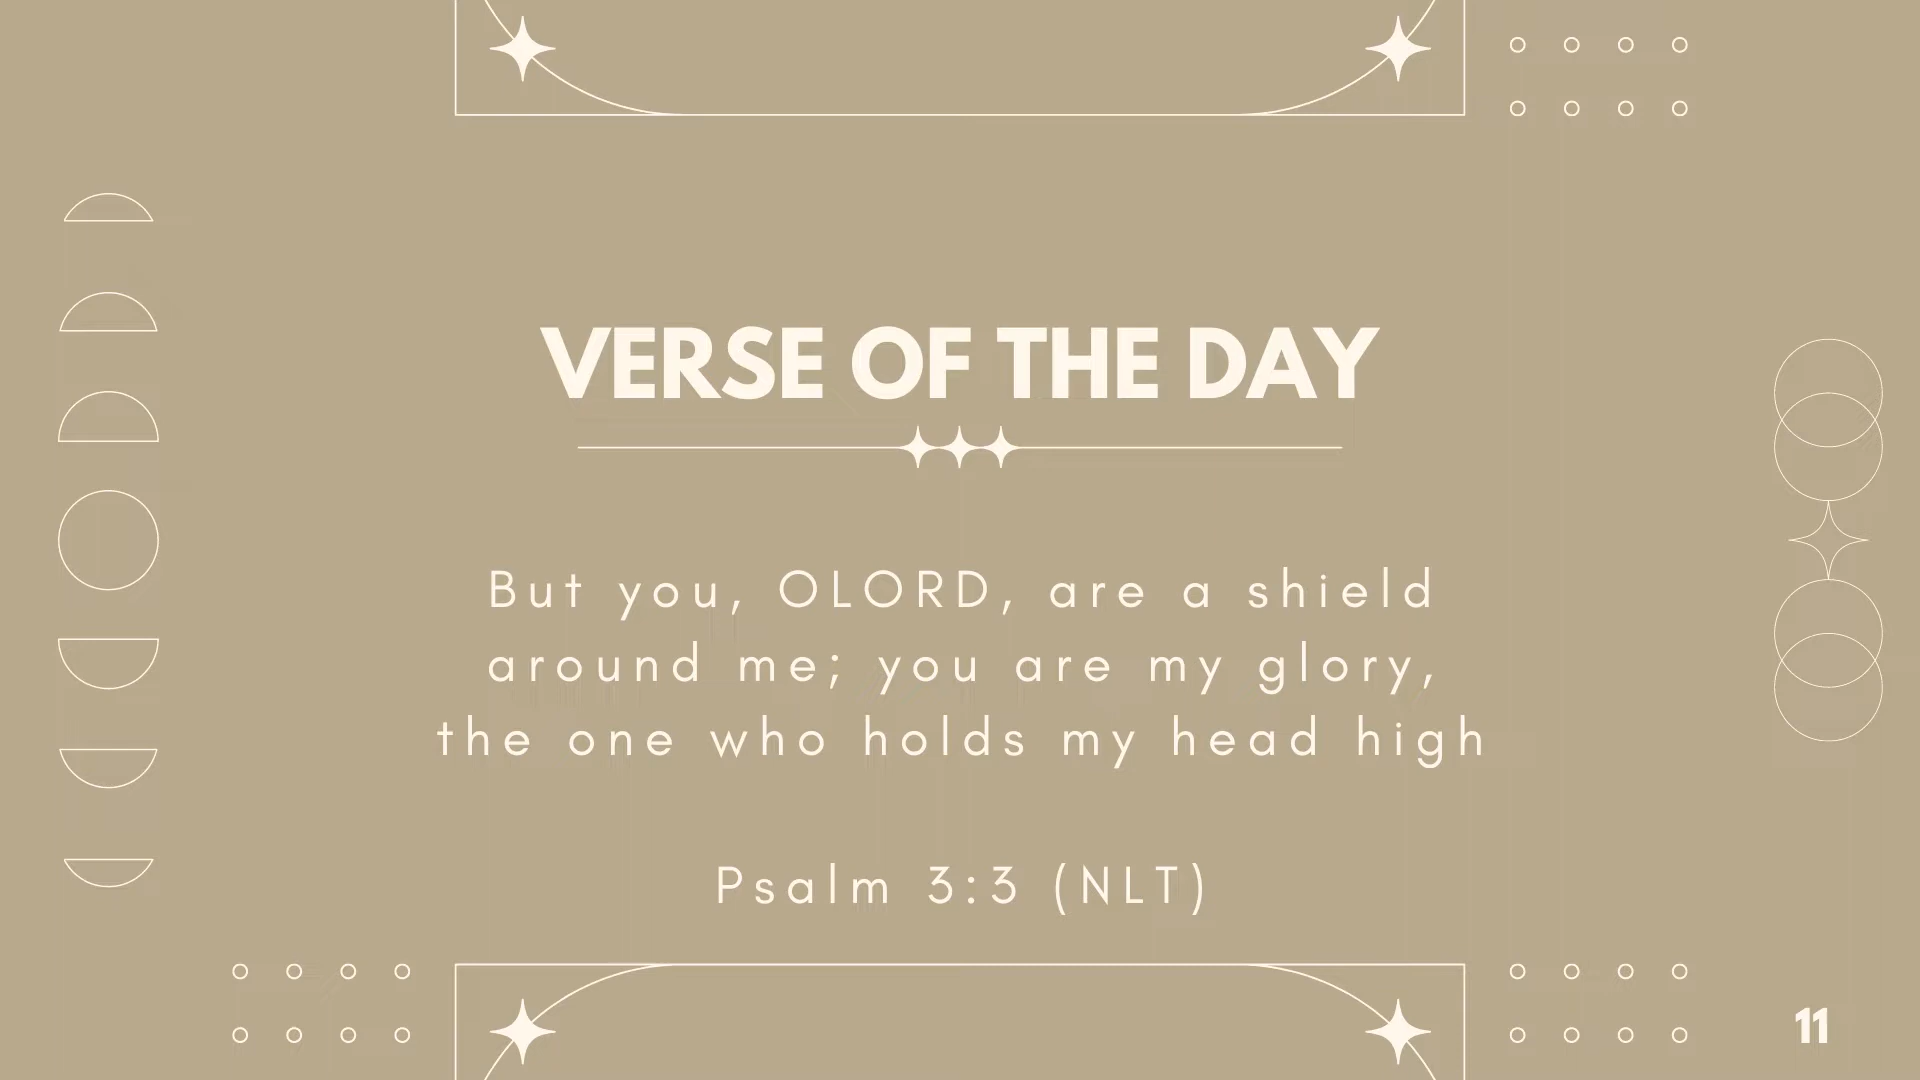 VERSE OF THE DAY
But you, OLORD, are a shield
around me; you are my glory,
the one who holds my head high
Psalm 3:3 (NLT)
11